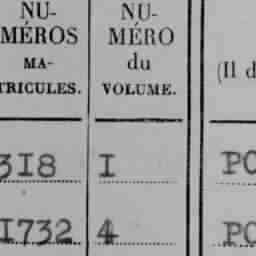 NU-
MÉROS
MA-
TRICULES.
NU-
MÉRO
du
VOLUME.
(Il d
318 I PO
1732 4 PO